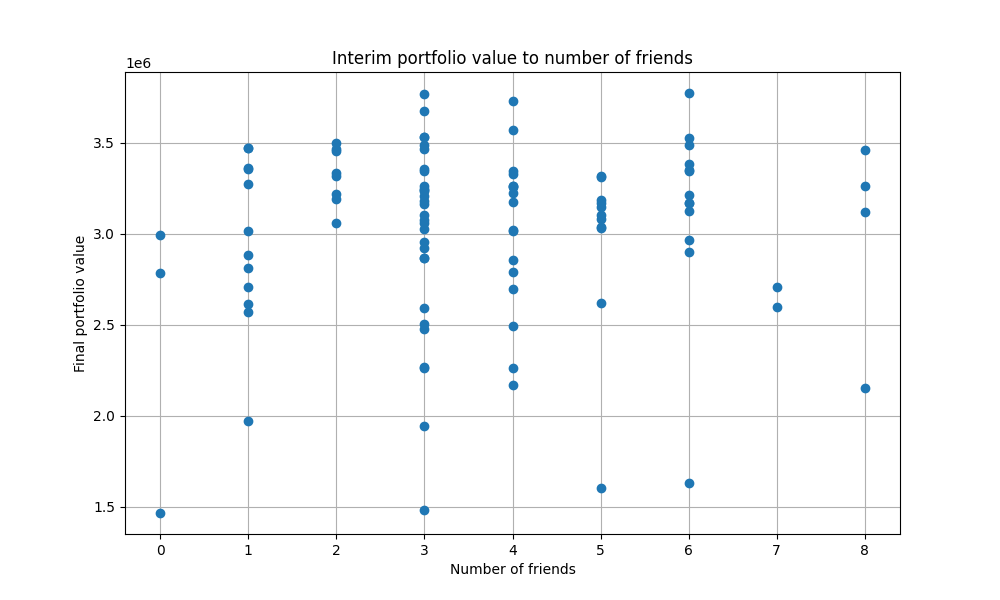 Interim portfolio value to number of friends
1e6
3.5
3.0
2.5
2.0
1.5
Final portfolio value
0 1 2 3 4 5 6 7 8
Number of friends